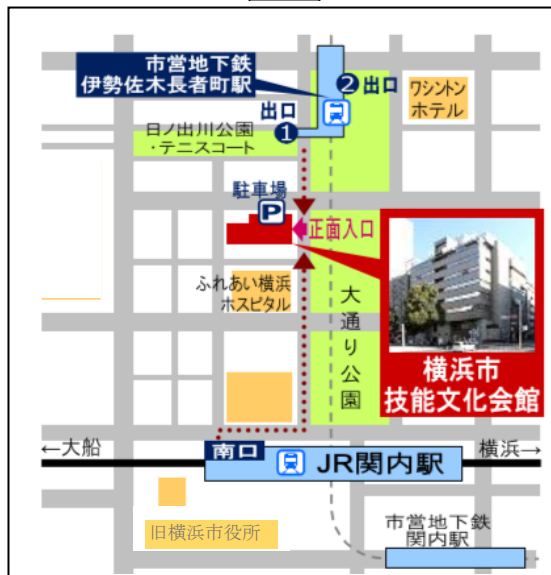 市営地下鉄
伊勢佐木長者町駅
❷出口
ワシントン
ホテル
出口
❶
日ノ出川公園
・テニスコート
駐車場
P
正面入口
ふれあい横浜
ホスピタル
大通り公園
横浜市
技能文化会館
←大船
南口
JR関内駅
横浜→
旧横浜市役所
市営地下鉄
関内駅